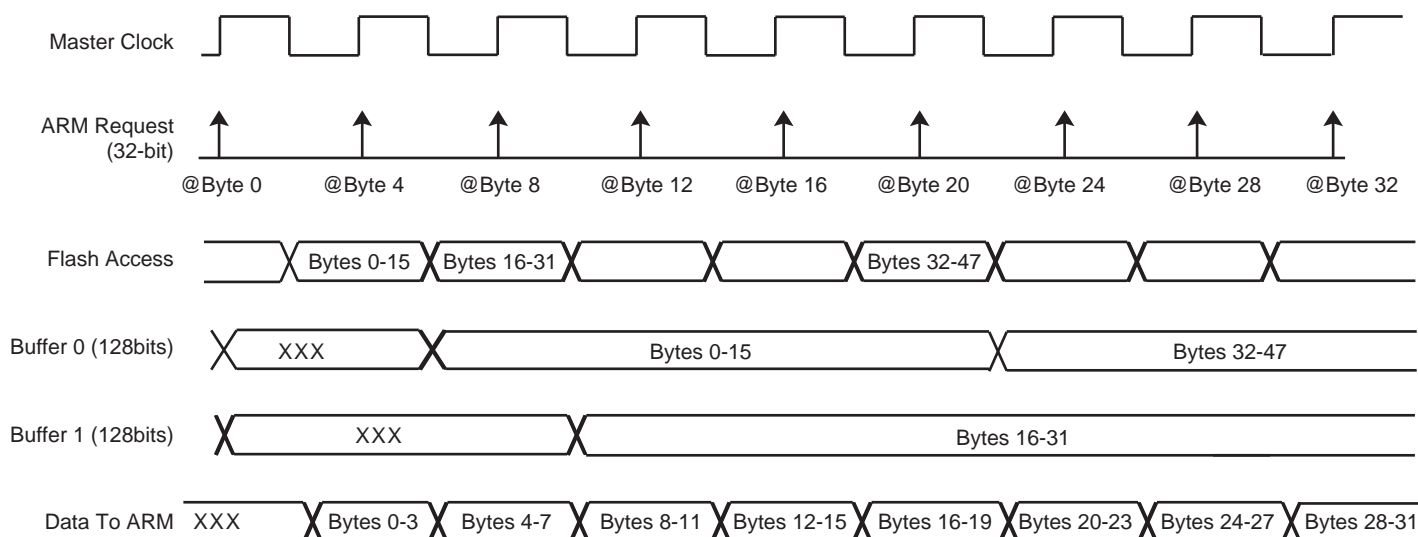 Master Clock
ARM Request
(32-bit)
@Byte 0 @Byte 4 @Byte 8 @Byte 12 @Byte 16 @Byte 20 @Byte 24 @Byte 28 @Byte 32
Flash Access Bytes 0-15 Bytes 16-31 Bytes 32-47
Buffer 0 (128bits) XXX Bytes 0-15 Bytes 32-47
Buffer 1 (128bits) XXX Bytes 16-31
Data To ARM XXX Bytes 0-3 Bytes 4-7 Bytes 8-11 Bytes 12-15 Bytes 16-19 Bytes 20-23 Bytes 24-27 Bytes 28-31